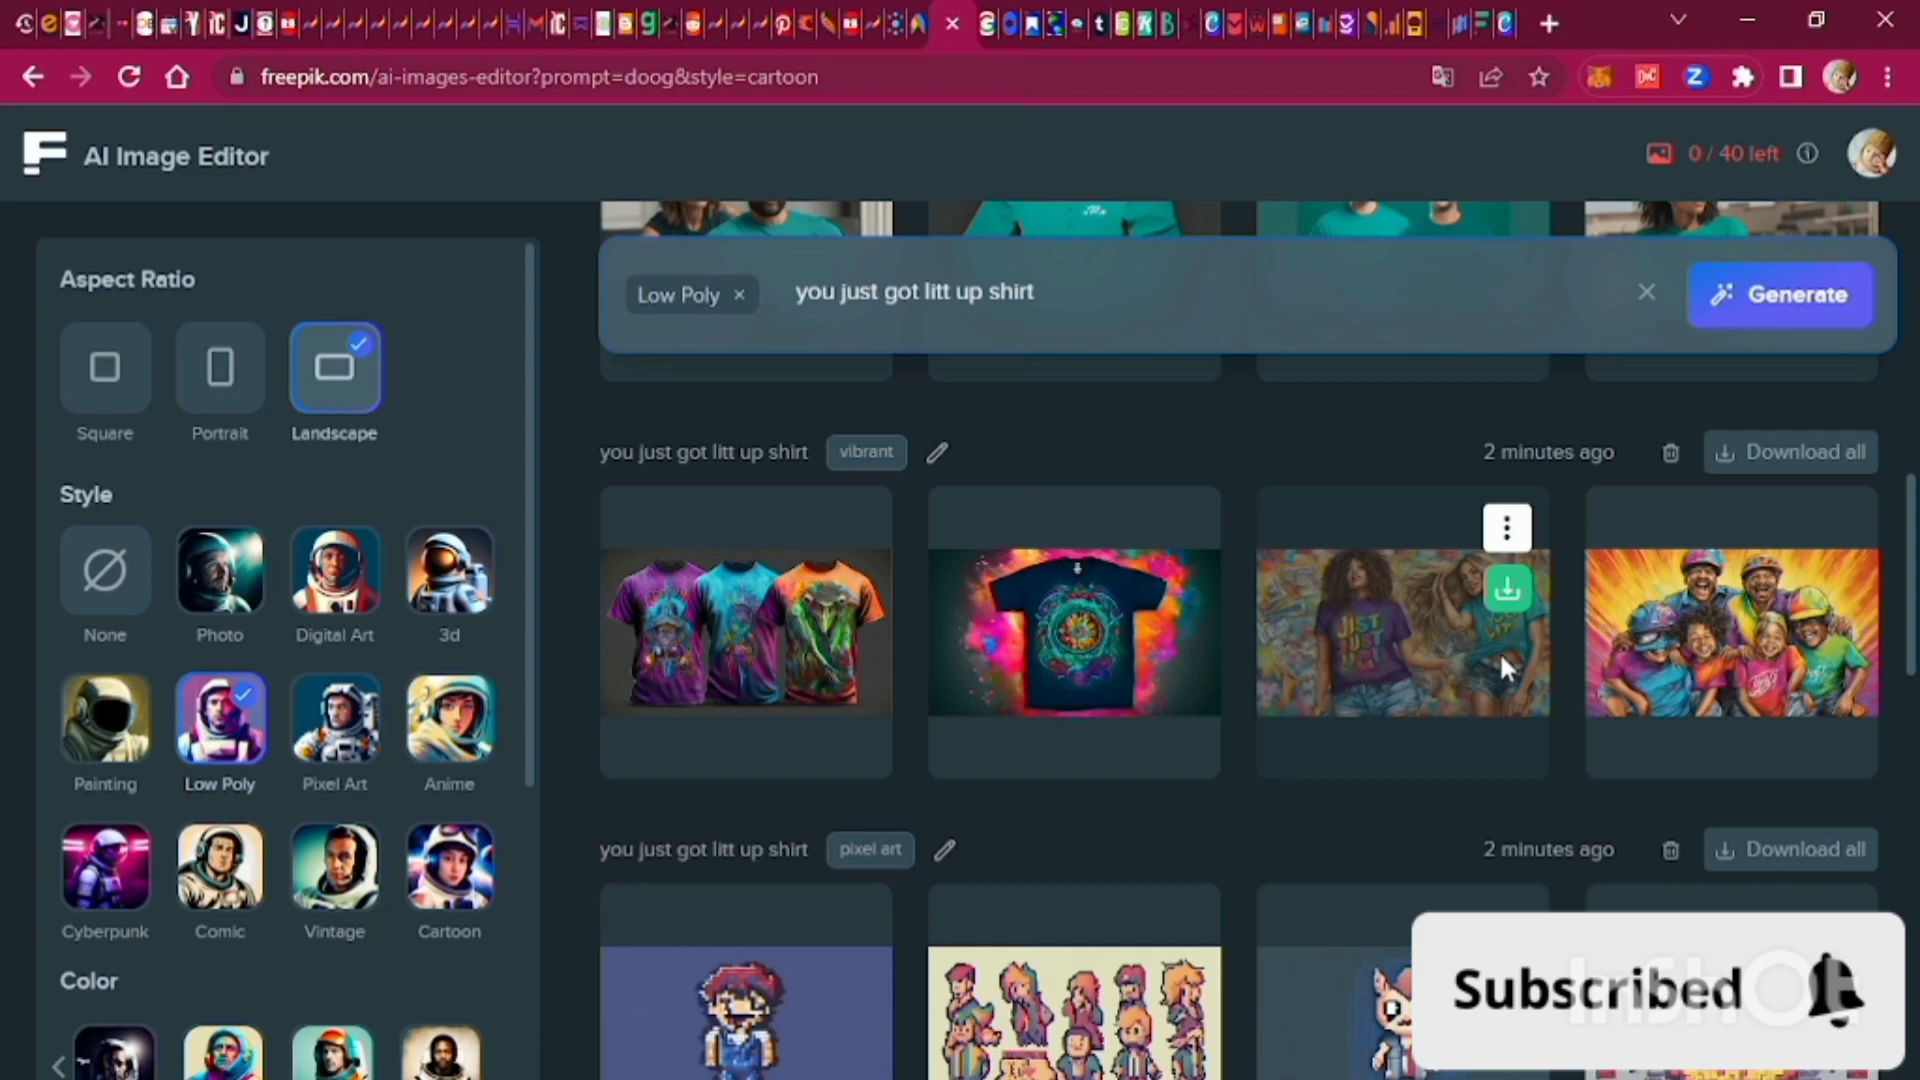 freepik.com/ai-images-editor?prompt=doog&style=cartoon
AI Image Editor
0 / 40 left
Aspect Ratio
Square
Portrait
Landscape
Style
None
Photo
Digital Art
3d
Painting
Low Poly
Pixel Art
Anime
Cyberpunk
Comic
Vintage
Cartoon
Color
Low Poly ×
you just got litt up shirt
Generate
you just got litt up shirt
vibrant
2 minutes ago
Download all
you just got litt up shirt
pixel art
2 minutes ago
Download all
Subscribed
InShOt